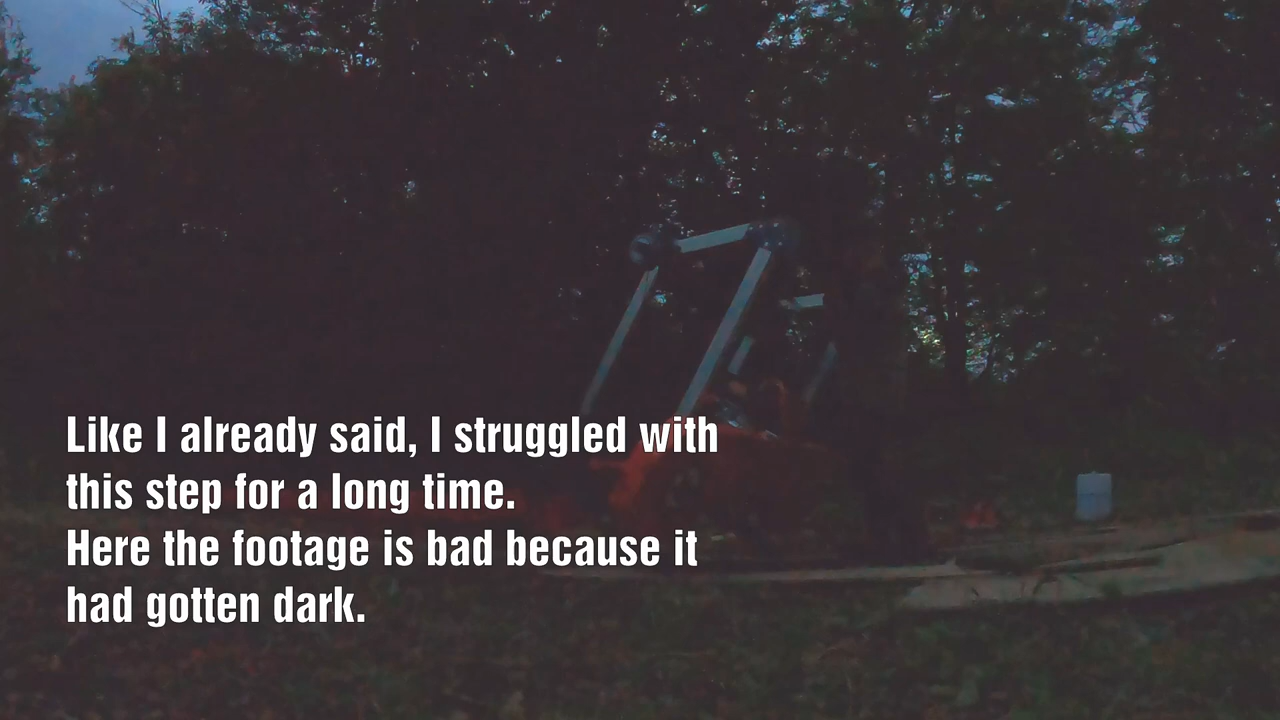 Like I already said, I struggled with
this step for a long time.
Here the footage is bad because it
had gotten dark.